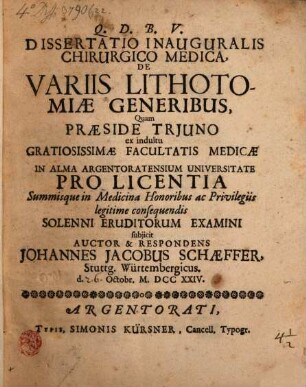 Q. D. B. V.
DISSERTATIO INAUGURALIS
CHIRURGICO MEDICA,
DE
VARIIS LITHOTO-
MIÆ GENERIBUS,
Quam
PRÆSIDE TRJUNO
ex indultu
GRATIOSISSIMÆ FACULTATIS MEDICÆ
IN ALMA ARGENTORATENSIUM UNIVERSITATE
PRO LICENTIA
Summisque in Medicina Honoribus ac Privilegiis
legitime consequendis
SOLENNI ERUDITORUM EXAMINI
subjicit
AUCTOR & RESPONDENS
JOHANNES JACOBUS SCHÆFFER,
Stuttg. Würtembergicus.
d. 26 Octobr. M. DCC XXIV.
ARGENTORATI,
TYPIS, SIMONIS KÜRSNER, Cancell, Typogr.